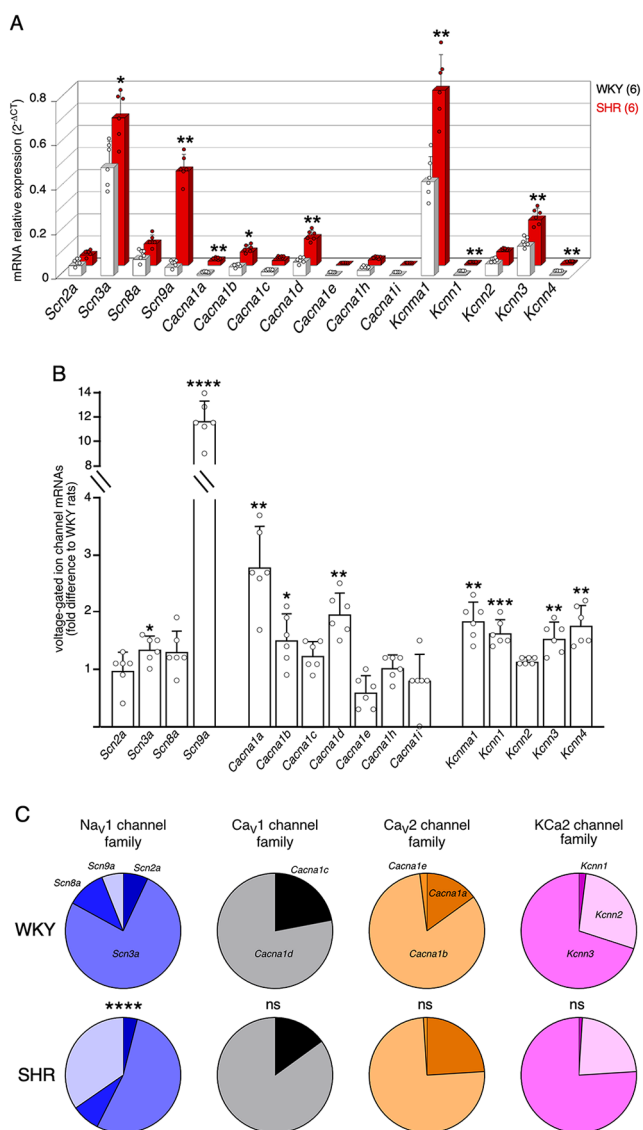 A
mRNA relative expression (2-ΔCT)
0.8
0.6
0.4
0.2
0
* ** ** * ** ** ** ** **
WKY (6)
SHR (6)
Scn2a Scn3a Scn8a Scn9a Cacna1a Cacna1b Cacna1c Cacna1d Cacna1e Cacna1h Cacna1i Kcnma1 Kcnn1 Kcnn2 Kcnn3 Kcnn4
B
voltage-gated ion channel mRNAs
(fold difference to WKY rats)
14
12
10
8
4
2
1
* **** ** * ** ** *** ** **
Scn2a Scn3a Scn8a Scn9a Cacna1a Cacna1b Cacna1c Cacna1d Cacna1e Cacna1h Cacna1i Kcnma1 Kcnn1 Kcnn2 Kcnn3 Kcnn4
C
NaV1 channel family
CaV1 channel family
CaV2 channel family
KCa2 channel family
WKY
Scn9a Scn2a
Scn8a
Scn3a
Cacna1c
Cacna1d
Cacna1e
Cacna1a
Cacna1b
Kcnn1
Kcnn2
Kcnn3
SHR
**** ns ns ns